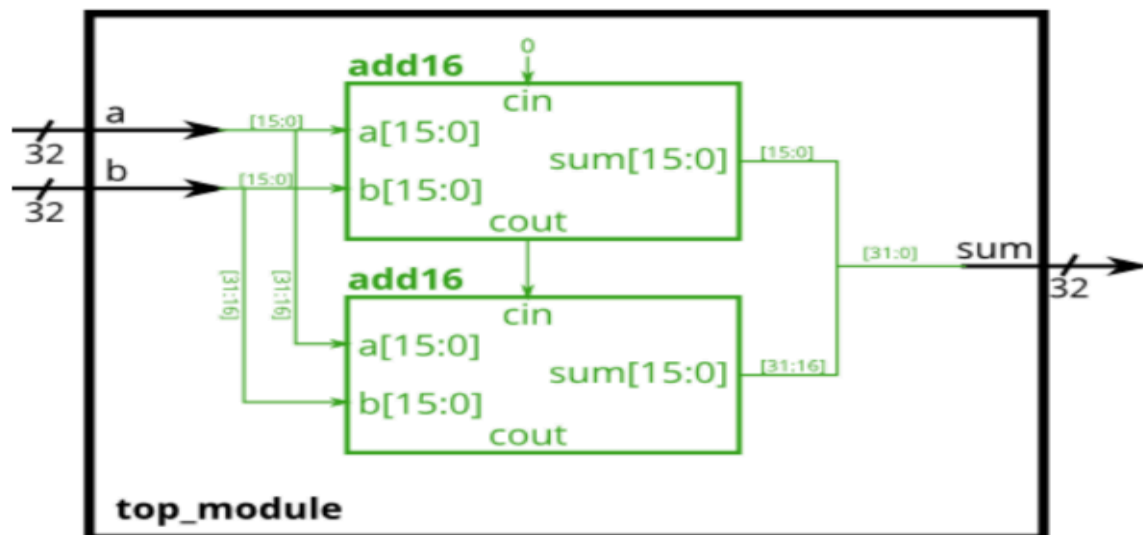 0
add16
cin
a
[15:0]
a[15:0]
32
sum[15:0]
[15:0]
b
[15:0]
b[15:0]
32
cout
[31:0]
sum
32
add16
[31:16]
[31:16]
cin
a[15:0]
sum[15:0]
[31:16]
b[15:0]
cout
top_module